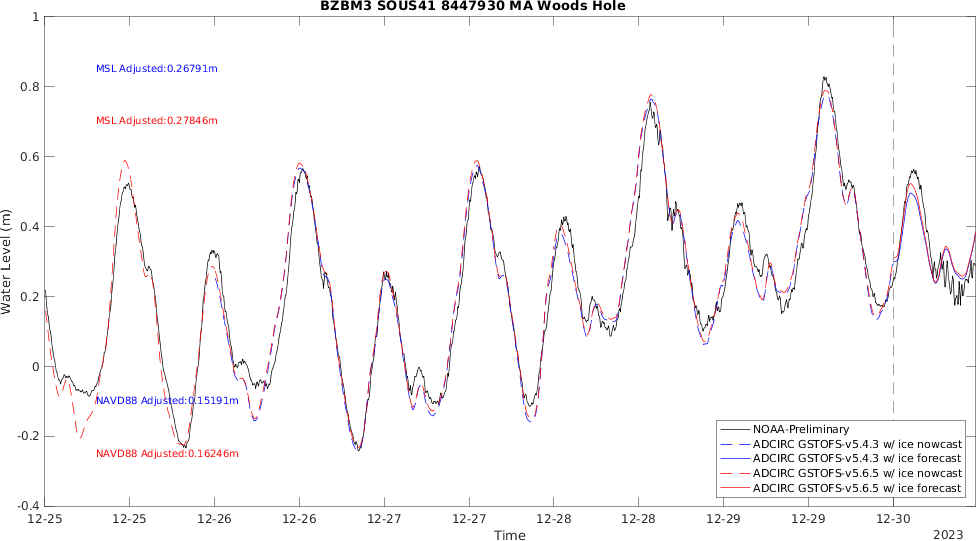 BZBM3 SOUS41 8447930 MA Woods Hole
1
0.8
0.6
0.4
0.2
0
-0.2
-0.4
Water Level (m)
MSL Adjusted:0.26791m
MSL Adjusted:0.27846m
NAVD88 Adjusted:0.15191m
NAVD88 Adjusted:0.16246m
NOAA-Preliminary
ADCIRC GSTOFS-v5.4.3 w/ ice nowcast
ADCIRC GSTOFS-v5.4.3 w/ ice forecast
ADCIRC GSTOFS-v5.6.5 w/ ice nowcast
ADCIRC GSTOFS-v5.6.5 w/ ice forecast
12-25 12-25 12-26 12-26 12-27 12-27 12-28 12-28 12-29 12-29 12-30
Time
2023